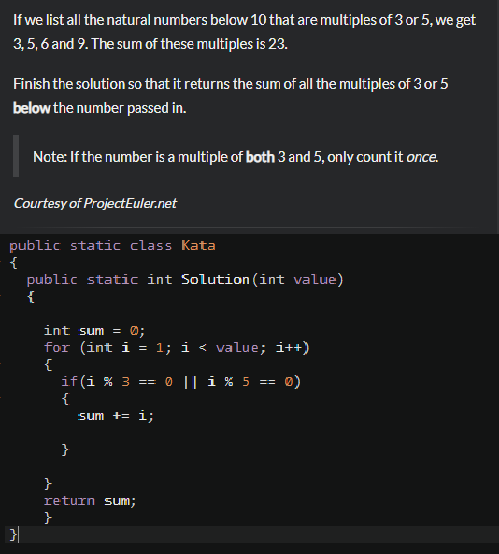 If we list all the natural numbers below 10 that are multiples of 3 or 5, we get
3, 5, 6 and 9. The sum of these multiples is 23.
Finish the solution so that it returns the sum of all the multiples of 3 or 5
below the number passed in.
Note: If the number is a multiple of both 3 and 5, only count it once.
Courtesy of ProjectEuler.net
public static class Kata
{
public static int Solution(int value)
{
int sum = 0;
for (int i = 1; i < value; i++)
{
if(i % 3 == 0 || i % 5 == 0)
{
sum += i;
}
}
return sum;
}
}